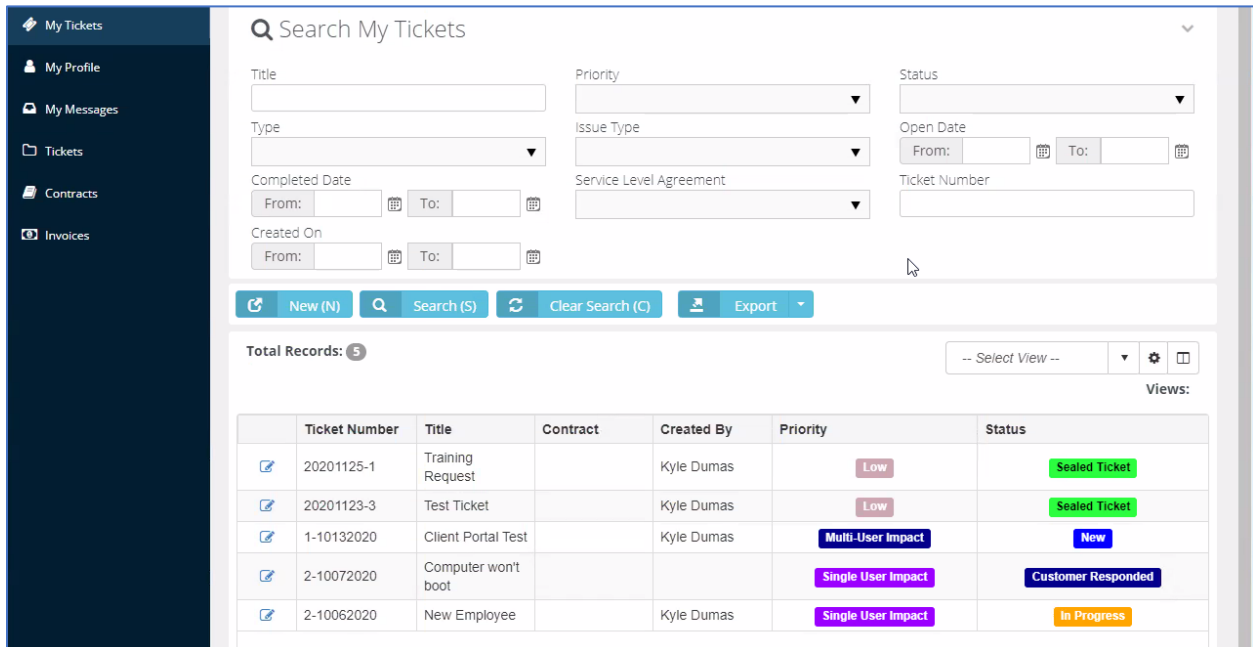 My Tickets
My Profile
My Messages
Tickets
Contracts
Invoices
Search My Tickets
Title
Priority
Status
Type
Issue Type
Open Date
From: To:
Completed Date
Service Level Agreement
Ticket Number
From: To:
Created On
From: To:
New (N) Search (S) Clear Search (C) Export
Total Records: 5
-- Select View --
Views:
Ticket Number Title Contract Created By Priority Status
20201125-1 Training Request Kyle Dumas Low Sealed Ticket
20201123-3 Test Ticket Kyle Dumas Low Sealed Ticket
1-10132020 Client Portal Test Kyle Dumas Multi-User Impact New
2-10072020 Computer won't boot Single User Impact Customer Responded
2-10062020 New Employee Kyle Dumas Single User Impact In Progress